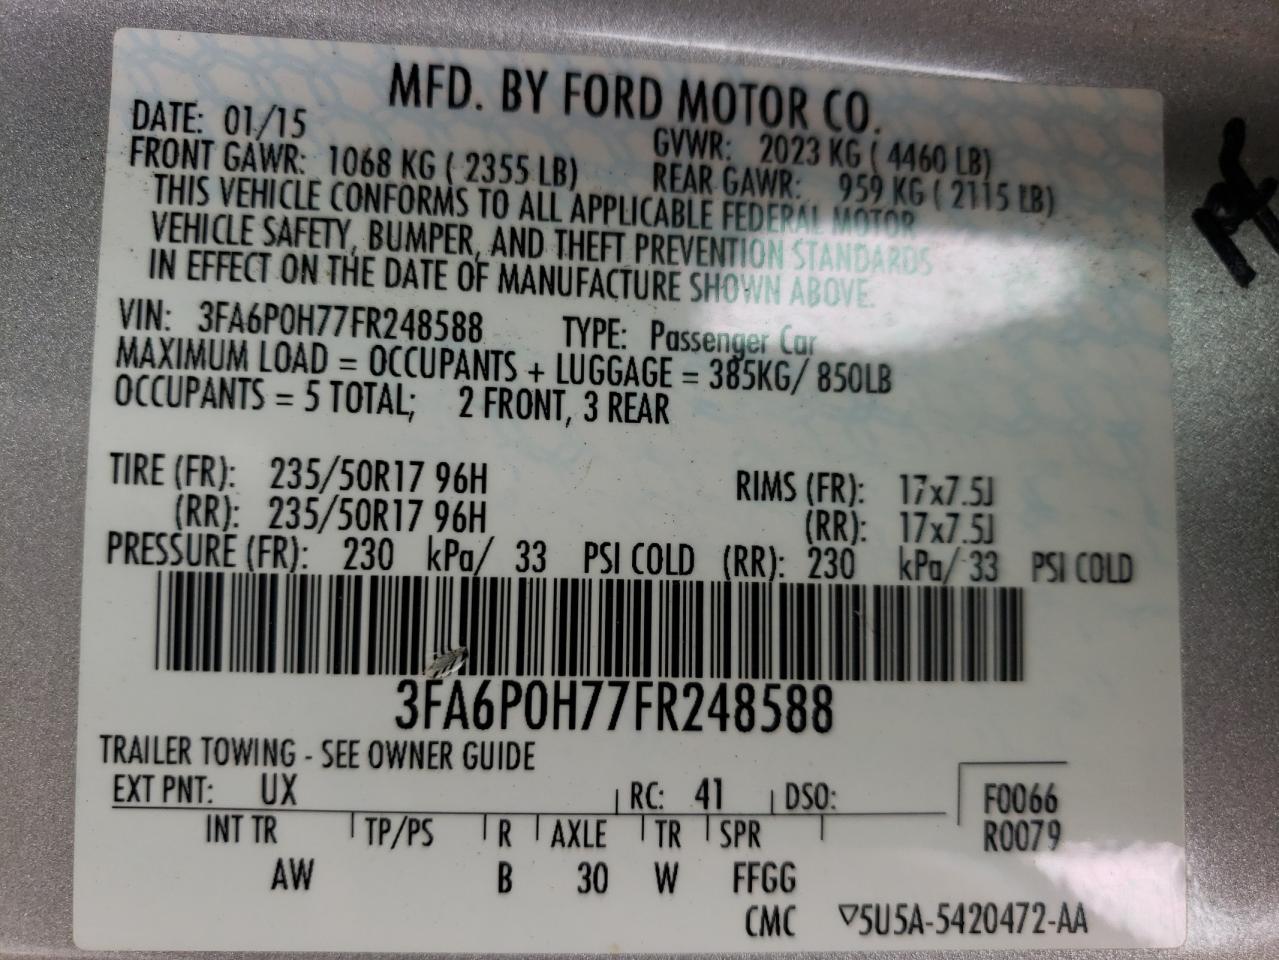 MFD. BY FORD MOTOR CO.
DATE: 01/15 GVWR: 2023 KG ( 4460 LB)
FRONT GAWR: 1068 KG ( 2355 LB) REAR GAWR: 959 KG ( 2115 LB)
THIS VEHICLE CONFORMS TO ALL APPLICABLE FEDERAL MOTOR
VEHICLE SAFETY, BUMPER, AND THEFT PREVENTION STANDARDS
IN EFFECT ON THE DATE OF MANUFACTURE SHOWN ABOVE.
VIN: 3FA6P0H77FR248588 TYPE: Passenger Car
MAXIMUM LOAD = OCCUPANTS + LUGGAGE = 385KG/ 850LB
OCCUPANTS = 5 TOTAL; 2 FRONT, 3 REAR
TIRE (FR): 235/50R17 96H RIMS (FR): 17x7.5J
(RR): 235/50R17 96H (RR): 17x7.5J
PRESSURE (FR): 230 kPa/ 33 PSI COLD (RR): 230 kPa/ 33 PSI COLD
3FA6P0H77FR248588
TRAILER TOWING - SEE OWNER GUIDE
EXT PNT: UX RC: 41 DSO: F0066
INT TR TP/PS R AXLE TR SPR R0079
AW B 30 W FFGG
CMC ▽5U5A-5420472-AA